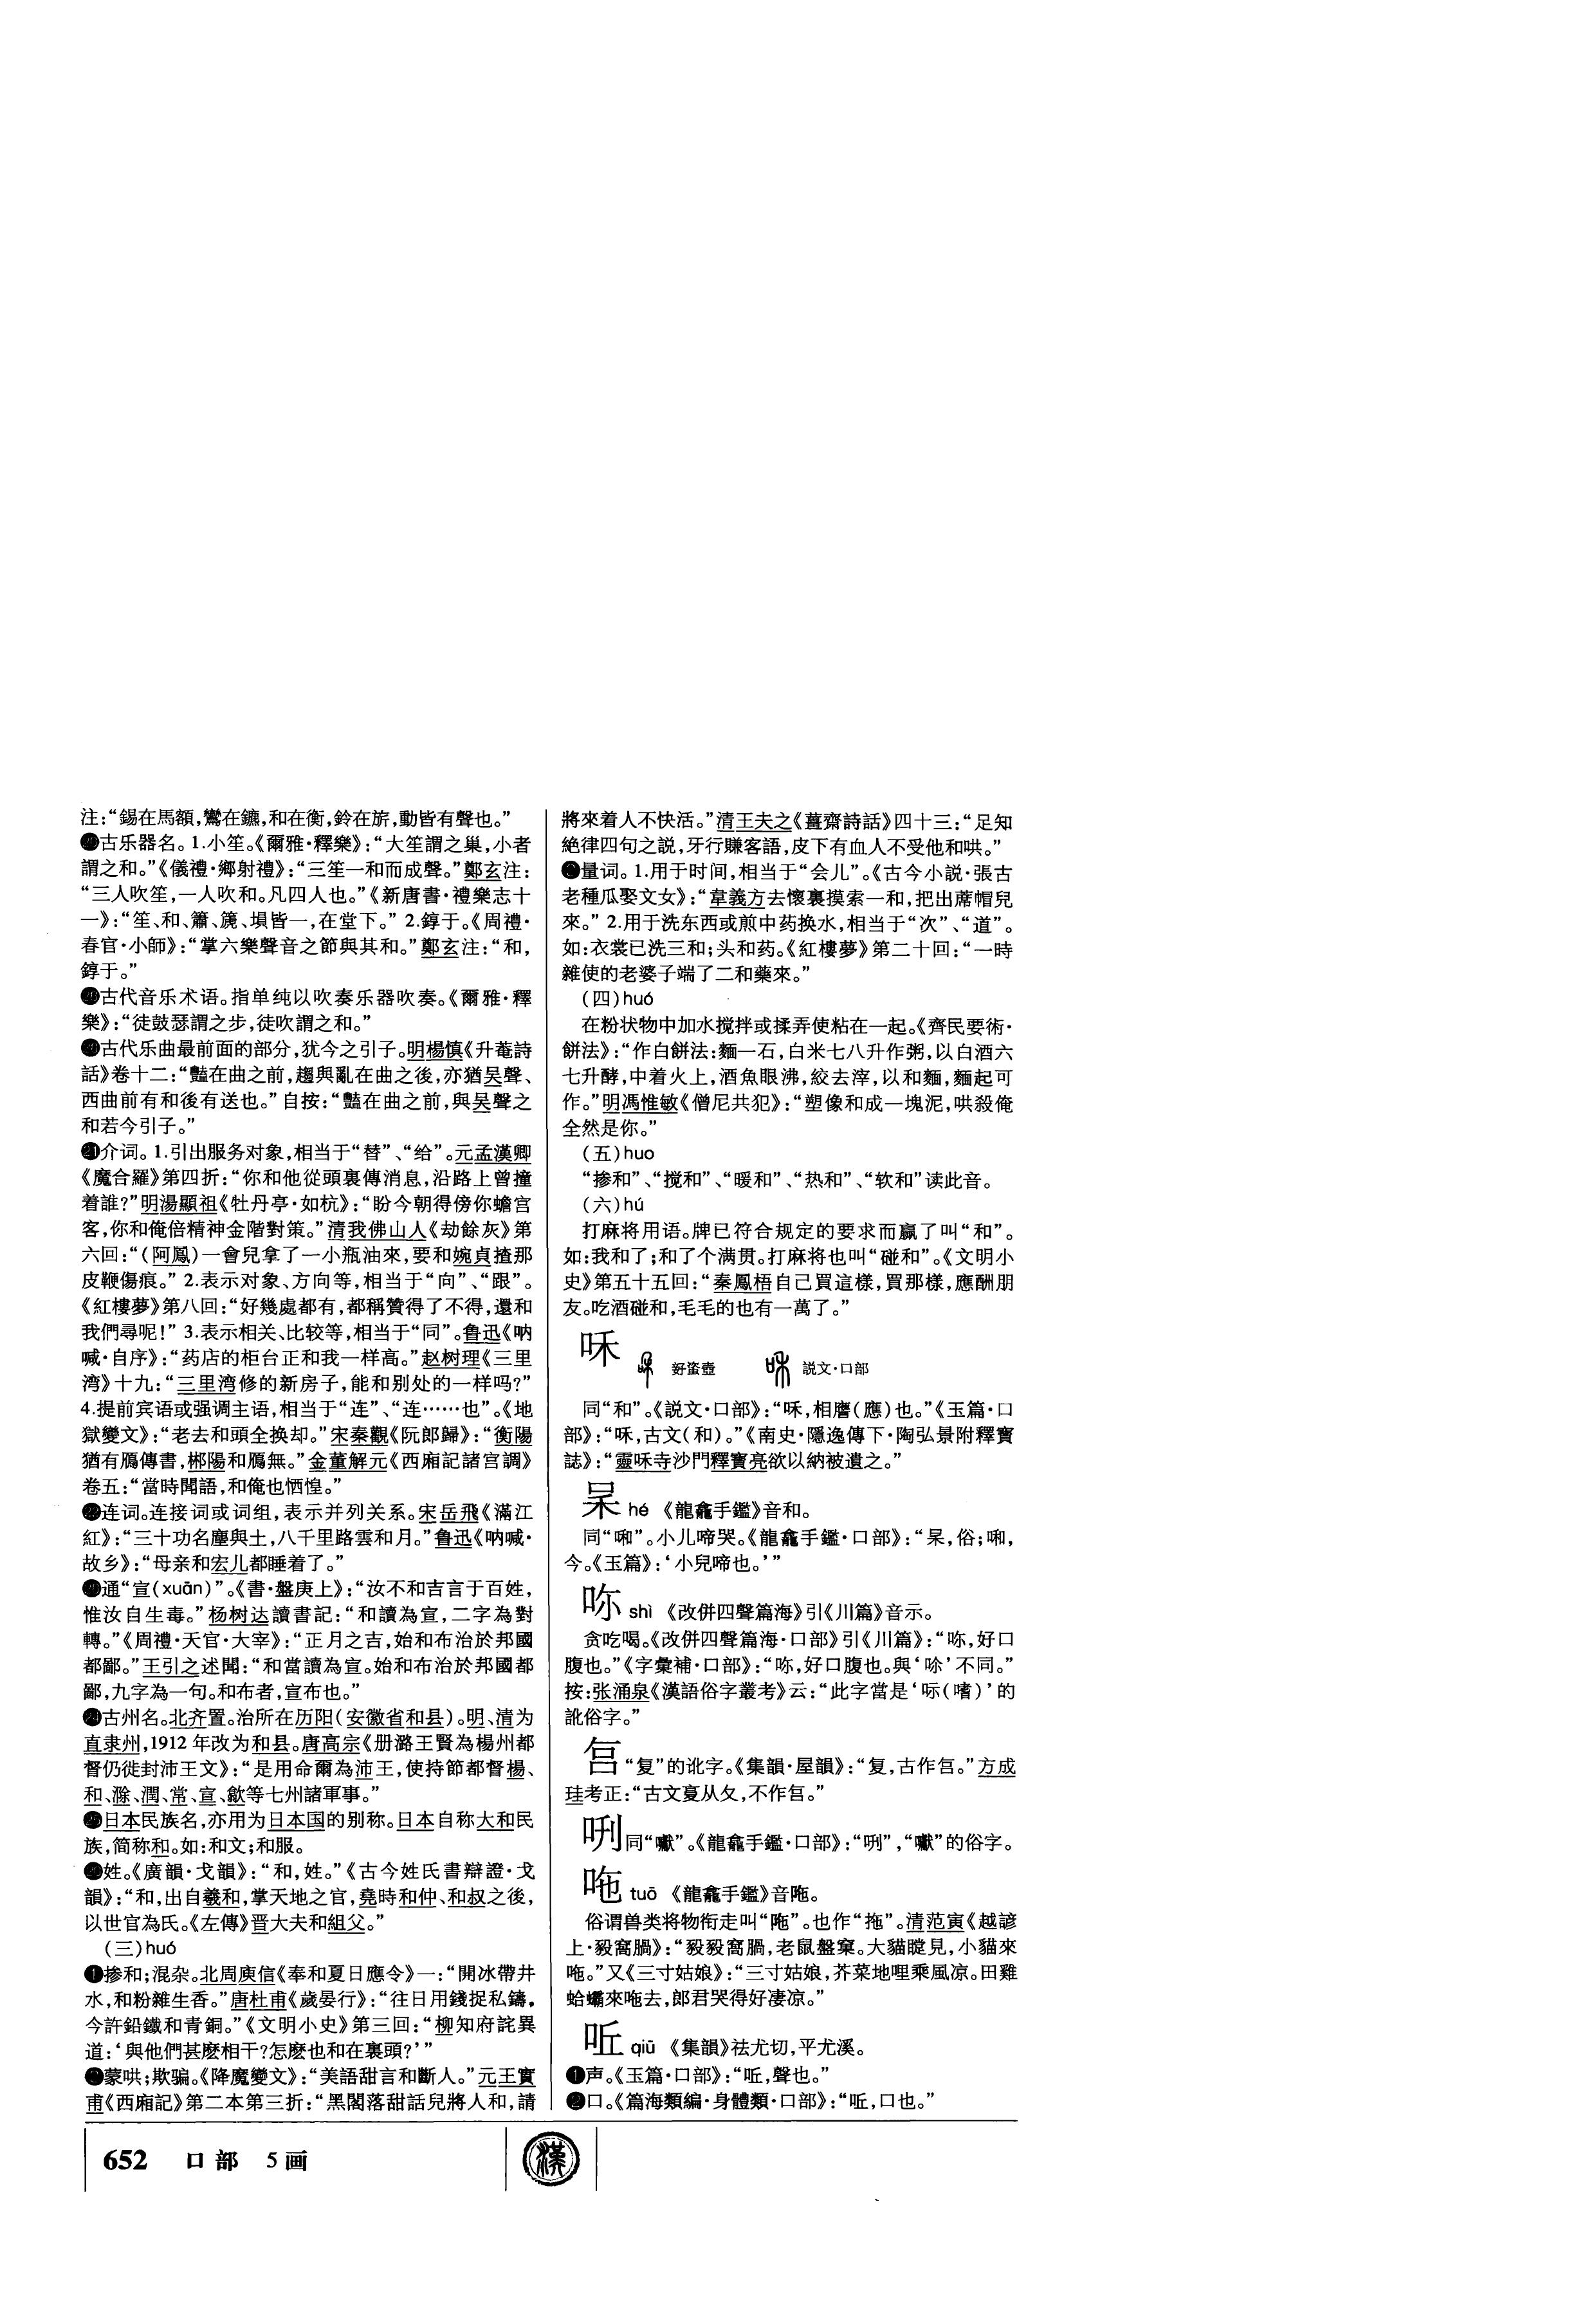 注：“錫在馬額，鸞在鑣，和在衡，鈴在旂，動皆有聲也。”
⓲古乐器名。1.小笙。《爾雅·釋樂》：“大笙謂之巢，小者
謂之和。”《儀禮·鄉射禮》：“三笙一和而成聲。”鄭玄注：
“三人吹笙，一人吹和。凡四人也。”《新唐書·禮樂志十
一》：“笙、和、簫、篪、塤皆一，在堂下。” 2.錞于。《周禮·
春官·小師》：“掌六樂聲音之節與其和。”鄭玄注：“和，
錞于。”
⓳古代音乐术语。指单纯以吹奏乐器吹奏。《爾雅·釋
樂》：“徒鼓瑟謂之步，徒吹謂之和。”
⓴古代乐曲最前面的部分，犹今之引子。明楊慎《升菴詩
話》卷十二：“豔在曲之前，趨與亂在曲之後，亦猶吴聲、
西曲前有和後有送也。”自按：“豔在曲之前，與吴聲之
和若今引子。”
㉑介词。1.引出服务对象，相当于“替”、“给”。元孟漢卿
《魔合羅》第四折：“你和他從頭裏傳消息，沿路上曾撞
着誰？”明湯顯祖《牡丹亭·如杭》：“盼今朝得傍你蟾宫
客，你和俺倍精神金階對策。”清我佛山人《劫餘灰》第
六回：“（阿鳳）一會兒拿了一小瓶油來，要和婉貞揸那
皮鞭傷痕。” 2.表示对象、方向等，相当于“向”、“跟”。
《紅樓夢》第八回：“好幾處都有，都稱贊得了不得，還和
我們尋呢！” 3.表示相关、比较等，相当于“同”。鲁迅《呐
喊·自序》：“药店的柜台正和我一样高。”赵树理《三里
湾》十九：“三里湾修的新房子，能和别处的一样吗？”
4.提前宾语或强调主语，相当于“连”、“连……也”。《地
獄變文》：“老去和頭全换却。”宋秦觀《阮郎歸》：“衡陽
猶有鴈傳書，郴陽和鴈無。”金董解元《西廂記諸宫調》
卷五：“當時聞語，和俺也恓惶。”
㉒连词。连接词或词组，表示并列关系。宋岳飛《滿江
紅》：“三十功名塵與土，八千里路雲和月。”鲁迅《呐喊·
故乡》：“母亲和宏儿都睡着了。”
㉓通“宣(xuān)”。《書·盤庚上》：“汝不和吉言于百姓，
惟汝自生毒。”杨树达讀書記：“和讀為宣，二字為對
轉。”《周禮·天官·大宰》：“正月之吉，始和布治於邦國
都鄙。”王引之述聞：“和當讀為宣。始和布治於邦國都
鄙，九字為一句。和布者，宣布也。”
㉔古州名。北齐置。治所在历阳（安徽省和县）。明、清为
直隶州，1912年改为和县。唐高宗《册潞王賢為楊州都
督仍徙封沛王文》：“是用命爾為沛王，使持節都督楊、
和、滁、潤、常、宣、歙等七州諸軍事。”
㉕日本民族名，亦用为日本国的别称。日本自称大和民
族，简称和。如：和文；和服。
㉖姓。《廣韻·戈韻》：“和，姓。”《古今姓氏書辯證·戈
韻》：“和，出自羲和，掌天地之官，堯時和仲、和叔之後，
以世官為氏。《左傳》晋大夫和組父。”
（三）huó
❶掺和；混杂。北周庾信《奉和夏日應令》一：“開冰帶井
水，和粉雜生香。”唐杜甫《歲晏行》：“往日用錢捉私鑄，
今許鉛鐵和青銅。”《文明小史》第三回：“柳知府詫異
道：‘與他們甚麽相干？怎麽也和在裏頭？’”
❷蒙哄；欺骗。《降魔變文》：“美語甜言和斷人。”元王實
甫《西廂記》第二本第三折：“黑閣落甜話兒將人和，請
將來着人不快活。”清王夫之《薑齋詩話》四十三：“足知
絶律四句之説，牙行賺客語，皮下有血人不受他和哄。”
❸量词。1.用于时间，相当于“会儿”。《古今小説·張古
老種瓜娶文女》：“韋義方去懷裏摸索一和，把出蓆帽兒
來。” 2.用于洗东西或煎中药换水，相当于“次”、“道”。
如：衣裳已洗三和；头和药。《紅樓夢》第二十回：“一時
雜使的老婆子端了二和藥來。”
（四）huó
在粉状物中加水搅拌或揉弄使粘在一起。《齊民要術·
餅法》：“作白餅法：麵一石，白米七八升作粥，以白酒六
七升酵，中着火上，酒魚眼沸，絞去滓，以和麵，麵起可
作。”明馮惟敏《僧尼共犯》：“塑像和成一塊泥，哄殺俺
全然是你。”
（五）huo
“掺和”、“搅和”、“暖和”、“热和”、“软和”读此音。
（六）hú
打麻将用语。牌已符合规定的要求而赢了叫“和”。
如：我和了；和了个满贯。打麻将也叫“碰和”。《文明小
史》第五十五回：“秦鳳梧自己買這樣，買那樣，應酬朋
友。吃酒碰和，毛毛的也有一萬了。”
咊 𧊒壺 説文·口部
同“和”。《説文·口部》：“咊，相譍（應）也。”《玉篇·口
部》：“咊，古文（和）。”《南史·隱逸傳下·陶弘景附釋寶
誌》：“靈咊寺沙門釋寶亮欲以納被遺之。”
呆 hé 《龍龕手鑑》音和。
同“啝”。小儿啼哭。《龍龕手鑑·口部》：“呆，俗；啝，
今。《玉篇》：‘小兒啼也。’”
㕽 shì 《改併四聲篇海》引《川篇》音示。
贪吃喝。《改併四聲篇海·口部》引《川篇》：“㕽，好口
腹也。”《字彙補·口部》：“㕽，好口腹也。與‘㕂’不同。”
按：张涌泉《漢語俗字叢考》云：“此字當是‘呩（嗜）’的
訛俗字。”
“复”的讹字。《集韻·屋韻》：“复，古作。”方成
珪考正：“古文㚆从夊，不作。”
同“囐”。《龍龕手鑑·口部》：“”，“囐”的俗字。
tuō 《龍龕手鑑》音陁。
俗谓兽类将物衔走叫“”。也作“拖”。清范寅《越諺
上·㲉㲉窩腸》：“㲉㲉窩腸，老鼠盤窠。大貓瞠見，小貓來
。”又《三寸姑娘》：“三寸姑娘，芥菜地哩乘風凉。田雞
蛤蟆來去，郎君哭得好凄凉。”
㕤 qiū 《集韻》祛尤切，平尤溪。
❶声。《玉篇·口部》：“，聲也。”
❷口。《篇海類編·身體類·口部》：“，口也。”
652 口部 5画
漢